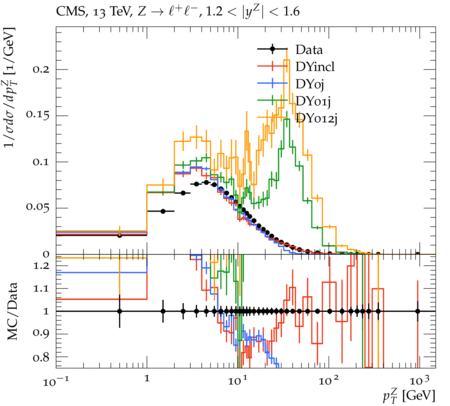 CMS, 13 TeV, Z → ℓ⁺ℓ⁻, 1.2 < |y^Z| < 1.6
1/σdσ/dp_T^Z [1/GeV]
Data
DYincl
DY0j
DY01j
DY012j
0.2
0.15
0.1
0.05
0
MC/Data
1.2
1.1
1
0.9
0.8
10⁻¹
1
10¹
10²
10³
p_T^Z [GeV]